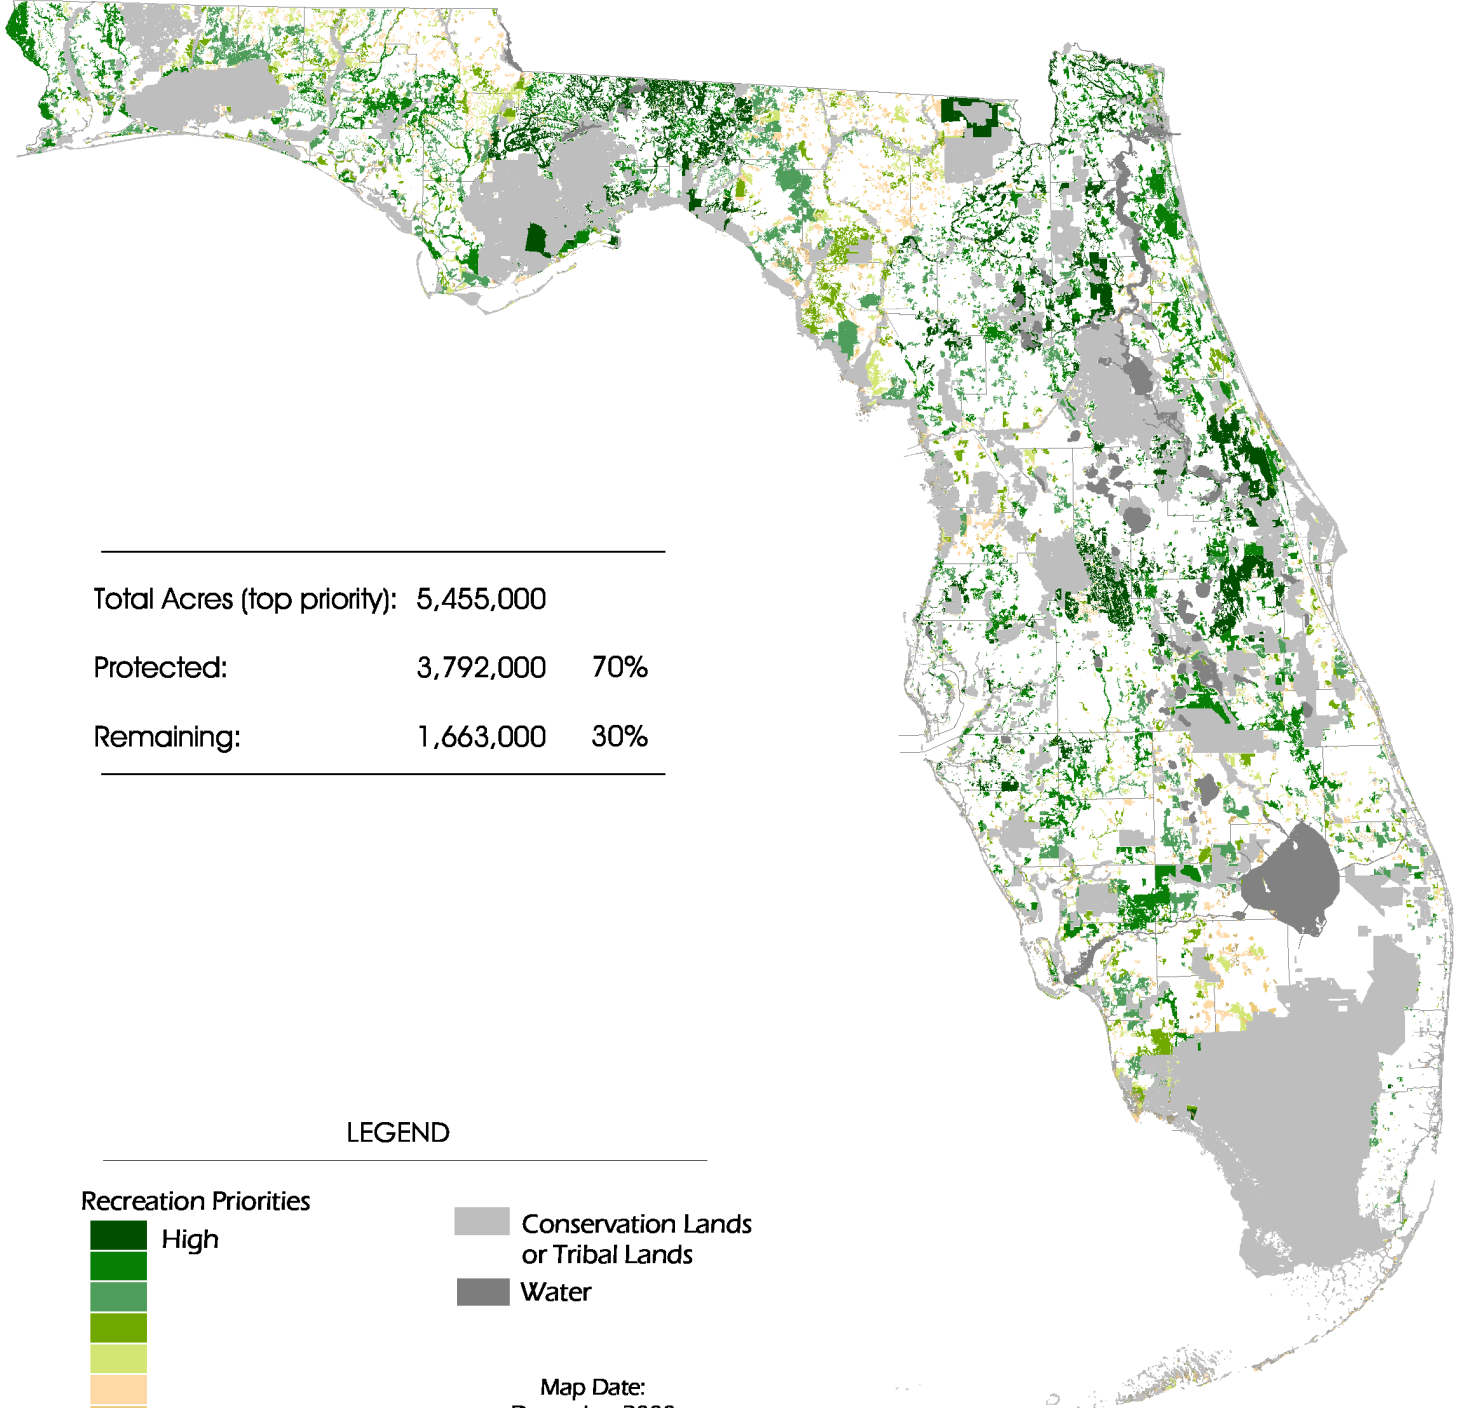 Total Acres (top priority): 5,455,000
Protected: 3,792,000 70%
Remaining: 1,663,000 30%
LEGEND
Recreation Priorities
High
Conservation Lands
or Tribal Lands
Water
Map Date: